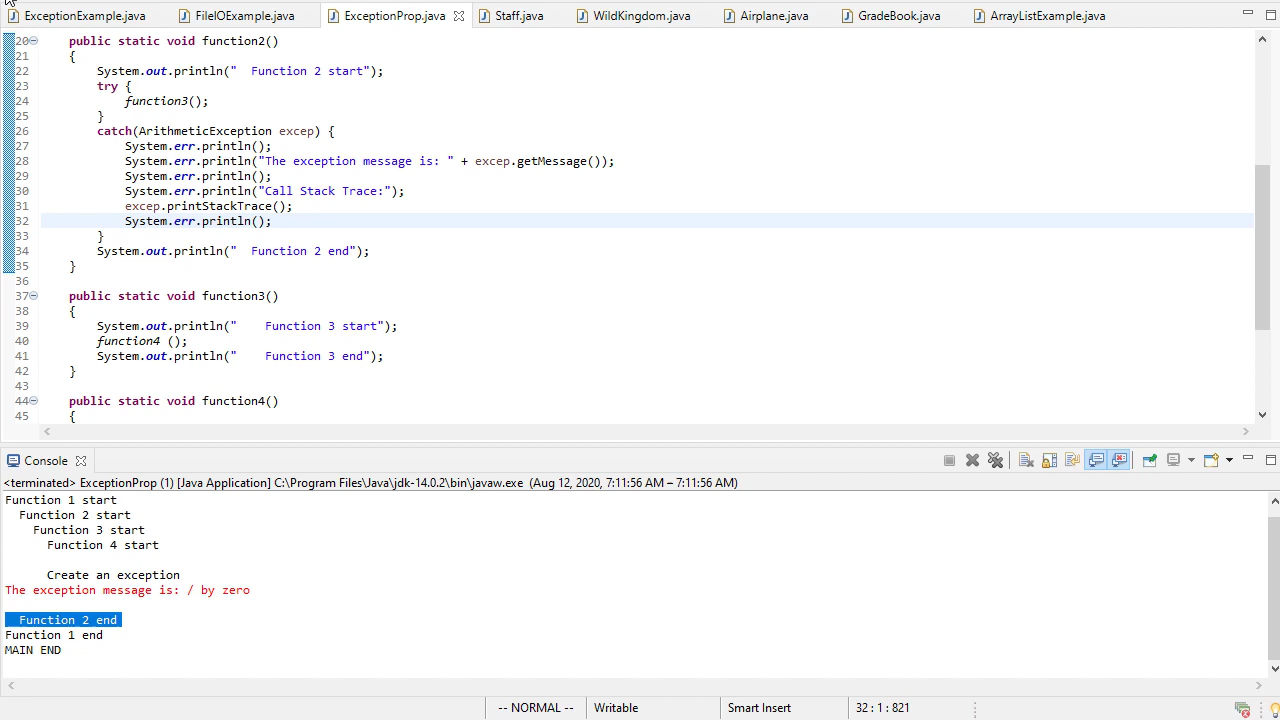 ExceptionExample.java FileIOExample.java ExceptionProp.java Staff.java WildKingdom.java Airplane.java GradeBook.java ArrayListExample.java
20 public static void function2()
21 {
22 System.out.println("  Function 2 start");
23 try {
24 function3();
25 }
26 catch(ArithmeticException excep) {
27 System.err.println();
28 System.err.println("The exception message is: " + excep.getMessage());
29 System.err.println();
30 System.err.println("Call Stack Trace:");
31 excep.printStackTrace();
32 System.err.println();
33 }
34 System.out.println("  Function 2 end");
35 }
36
37 public static void function3()
38 {
39 System.out.println("    Function 3 start");
40 function4 ();
41 System.out.println("    Function 3 end");
42 }
43
44 public static void function4()
45 {
Console
<terminated> ExceptionProp (1) [Java Application] C:\Program Files\Java\jdk-14.0.2\bin\javaw.exe (Aug 12, 2020, 7:11:56 AM – 7:11:56 AM)
Function 1 start
Function 2 start
Function 3 start
Function 4 start
Create an exception
The exception message is: / by zero
Function 2 end
Function 1 end
MAIN END
-- NORMAL -- Writable Smart Insert 32 : 1 : 821